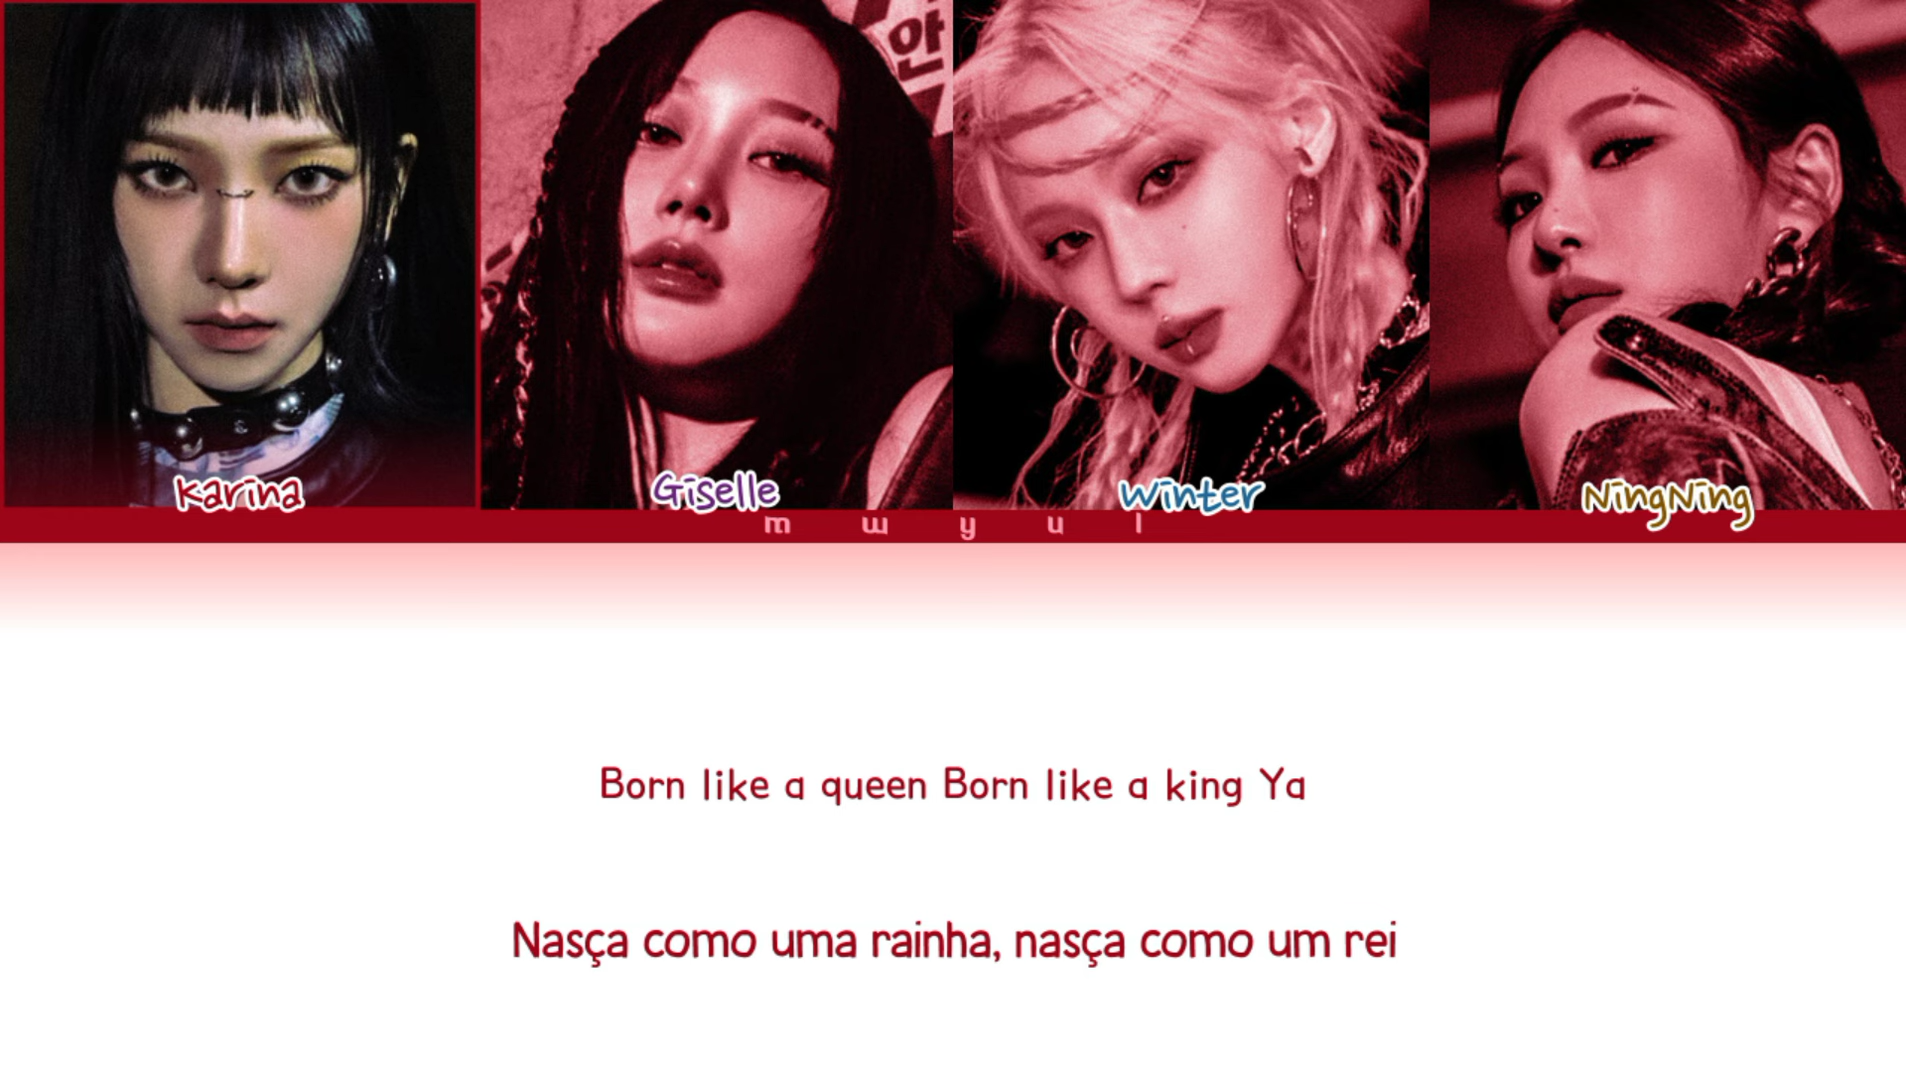 안
Karina
Giselle
Winter
NingNing
m w y u l
Born like a queen Born like a king Ya
Nasça como uma rainha, nasça como um rei